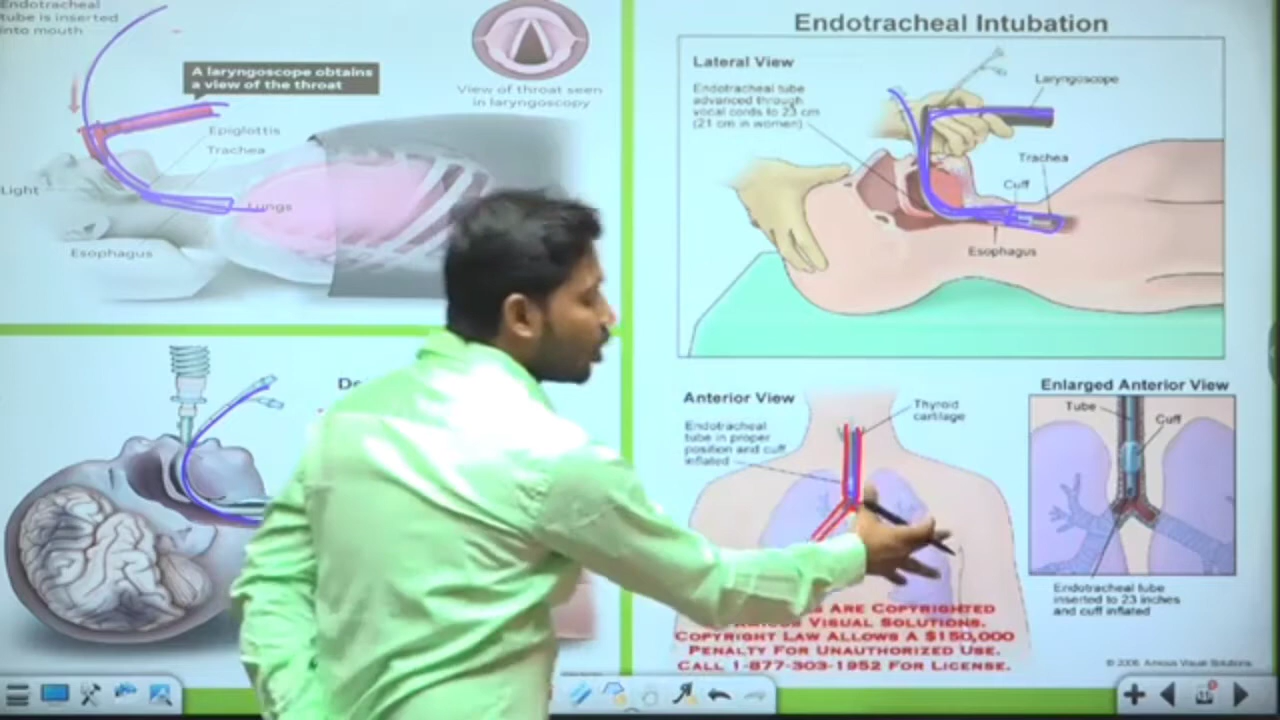 Endotracheal
tube is inserted
into mouth
A laryngoscope obtains
a view of the throat
View of throat seen
in laryngoscopy
Epiglottis
Trachea
Light
Lungs
Esophagus
Endotracheal Intubation
Lateral View
Endotracheal tube
advanced through
vocal cords to 23 cm
(21 cm in women)
Laryngoscope
Trachea
Cuff
Esophagus
Anterior View
Thyroid
cartilage
Endotracheal
tube in proper
position and cuff
inflated
Enlarged Anterior View
Tube
Cuff
Endotracheal tube
inserted to 23 inches
and cuff inflated
ARE COPYRIGHTED
VISUAL SOLUTIONS.
COPYRIGHT LAW ALLOWS A $150,000
PENALTY FOR UNAUTHORIZED USE.
CALL 1-877-303-1952 FOR LICENSE.
Visual Solutions